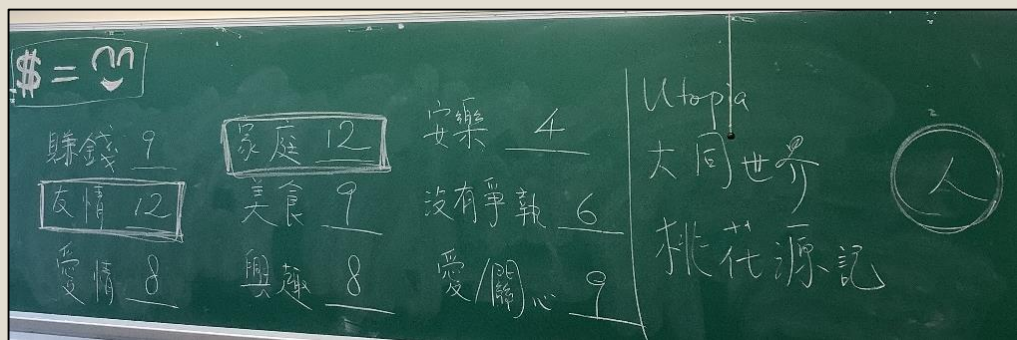 $ =
賺錢 9
家庭 12
安樂 4
友情 12
美食 9
沒有爭執 6
愛情 8
興趣 8
愛/關心 9
Utopia
大同世界
桃花源記
人